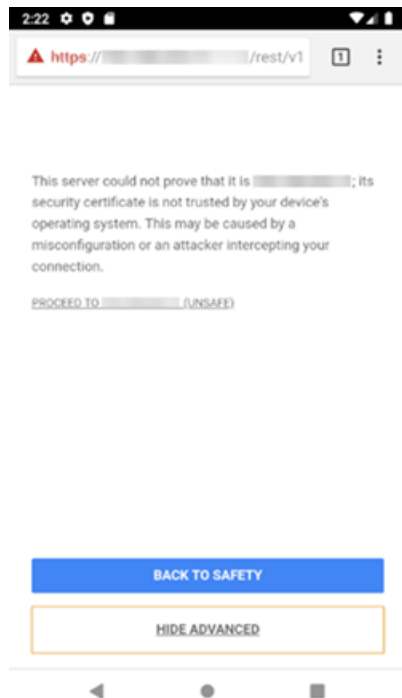 2:22
https:// /rest/v1 1
This server could not prove that it is ; its
security certificate is not trusted by your device's
operating system. This may be caused by a
misconfiguration or an attacker intercepting your
connection.
PROCEED TO (UNSAFE)
BACK TO SAFETY
HIDE ADVANCED